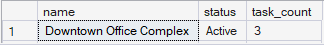 name status task_count
1 Downtown Office Complex Active 3